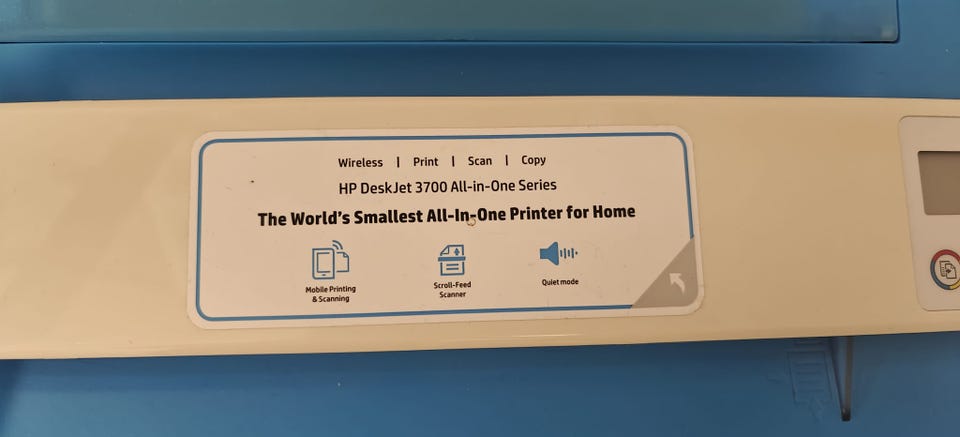 Wireless | Print | Scan | Copy
HP DeskJet 3700 All-in-One Series
The World's Smallest All-In-One Printer for Home
Mobile Printing
& Scanning
Scroll-Feed
Scanner
Quiet mode